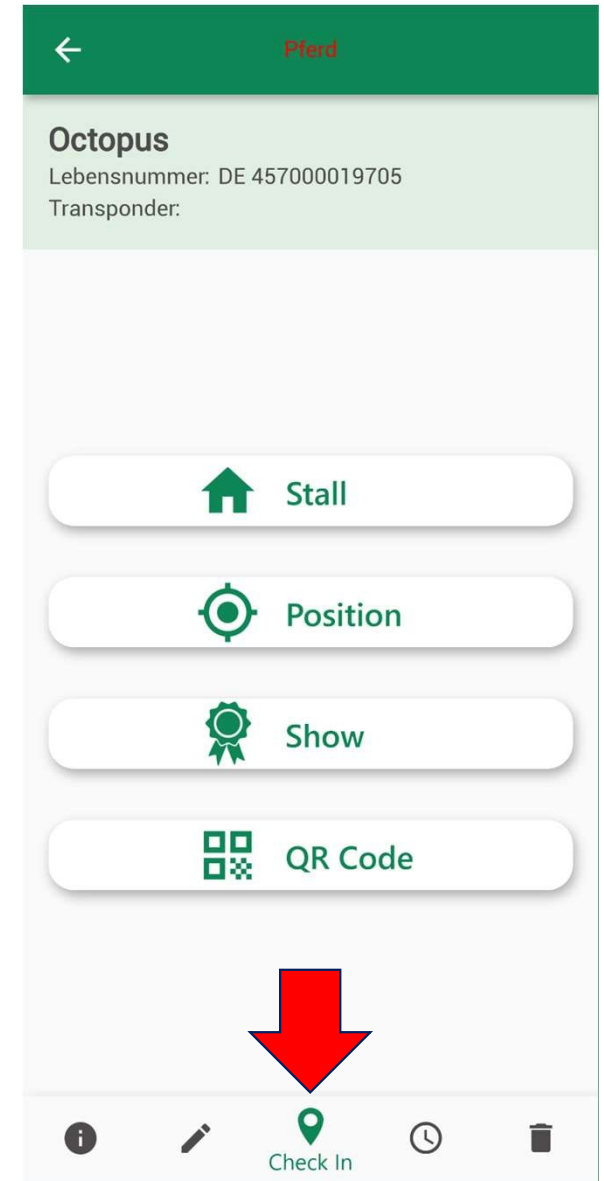 Pferd
Octopus
Lebensnummer: DE 457000019705
Transponder:
Stall
Position
Show
QR Code
Check In